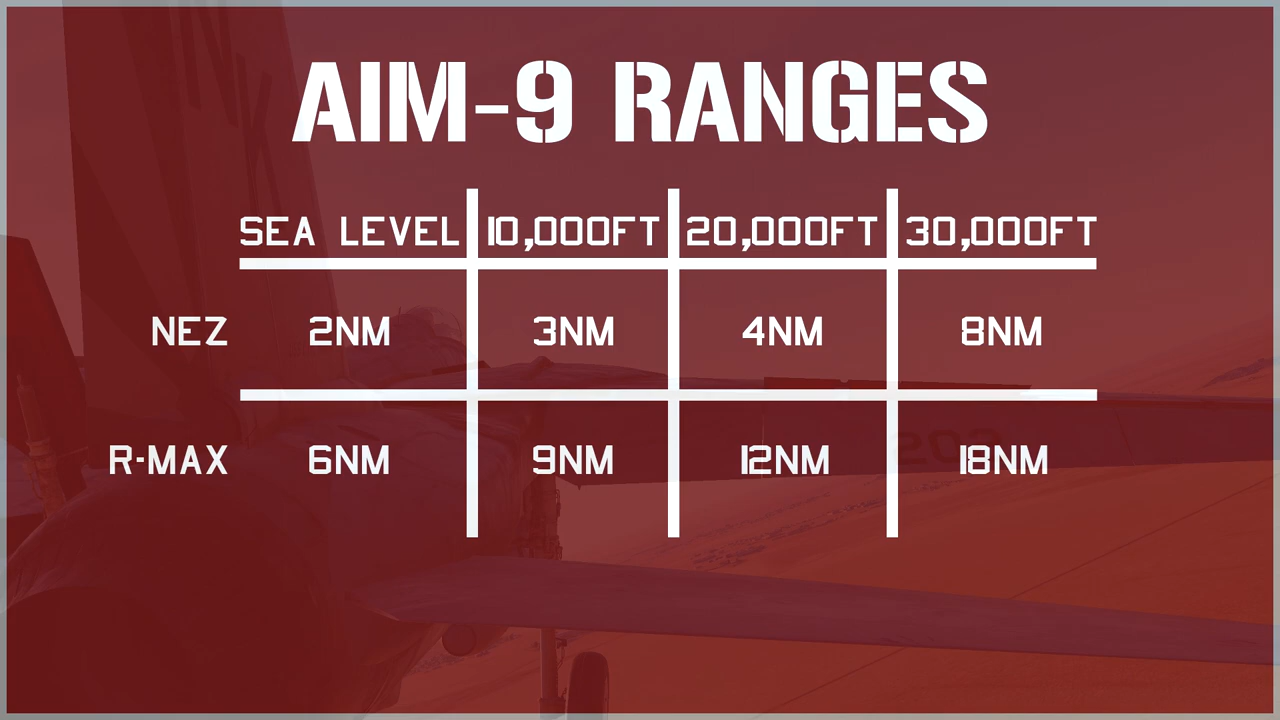 AIM-9 RANGES
SEA LEVEL 10,000FT 20,000FT 30,000FT
NEZ 2NM 3NM 4NM 8NM
R-MAX 6NM 9NM 12NM 18NM
203